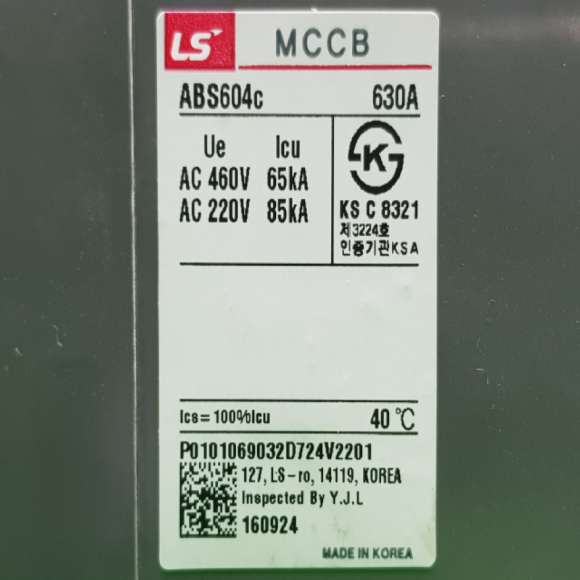 LS MCCB
ABS604c 630A
Ue Icu
AC 460V 65kA
AC 220V 85kA
K
KS C 8321
제3224호
인증기관KSA
Ics=100%Icu 40℃
P0101069032D724V2201
127, LS-ro, 14119, KOREA
Inspected By Y.J.L
160924
MADE IN KOREA